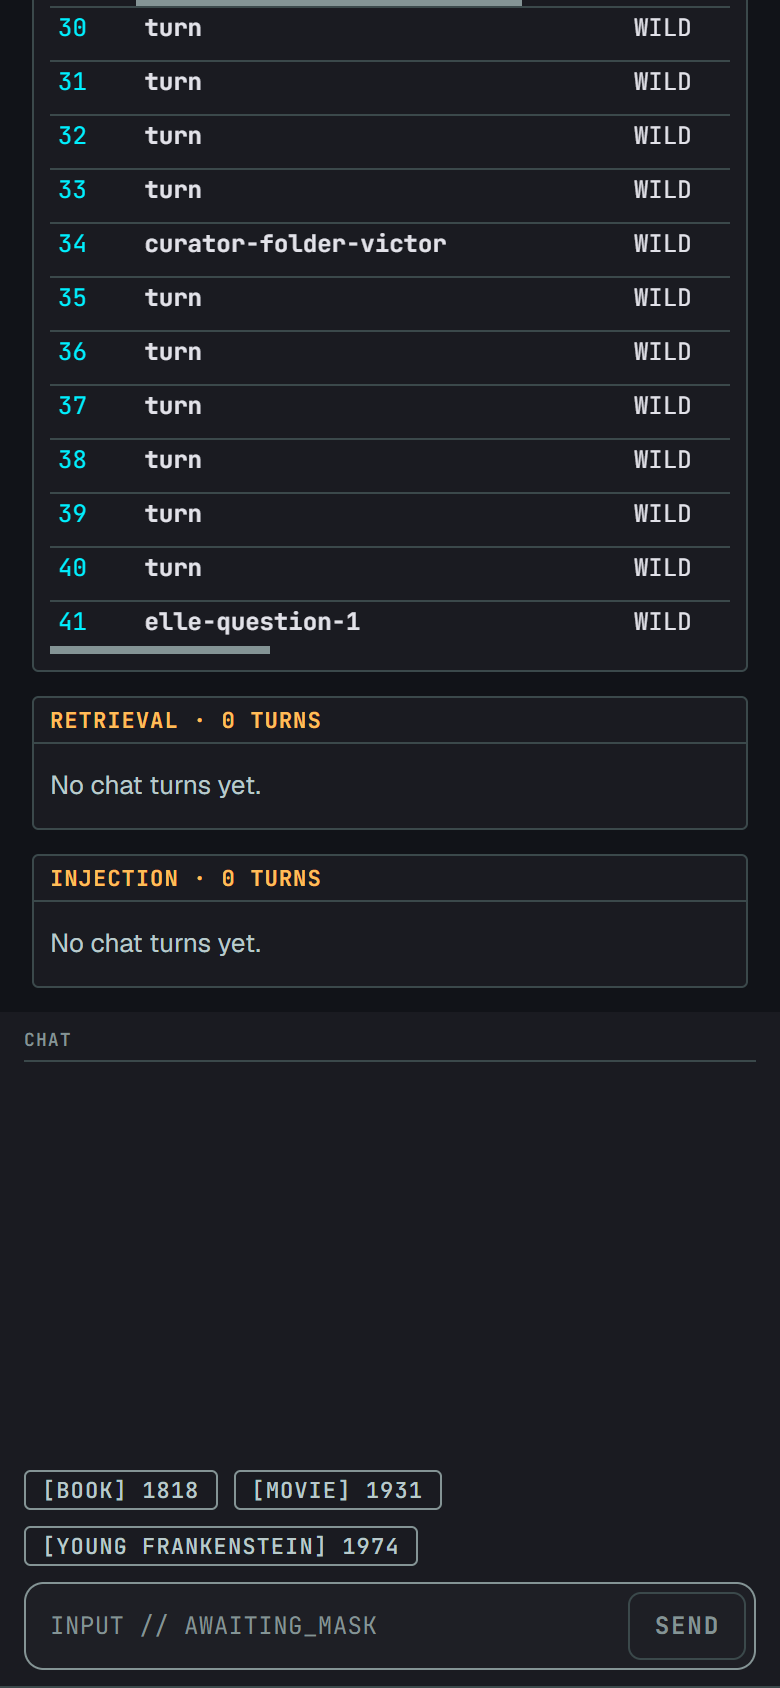 30 turn WILD
31 turn WILD
32 turn WILD
33 turn WILD
34 curator-folder-victor WILD
35 turn WILD
36 turn WILD
37 turn WILD
38 turn WILD
39 turn WILD
40 turn WILD
41 elle-question-1 WILD
RETRIEVAL · 0 TURNS
No chat turns yet.
INJECTION · 0 TURNS
No chat turns yet.
CHAT
[BOOK] 1818 [MOVIE] 1931
[YOUNG FRANKENSTEIN] 1974
INPUT // AWAITING_MASK SEND